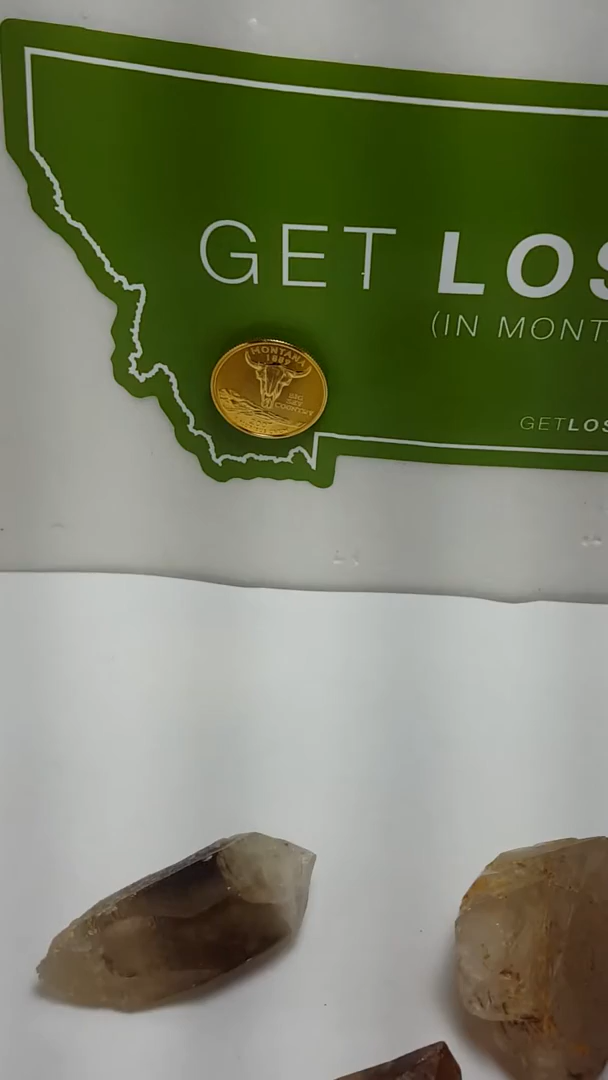 GET LOS
(IN MONT
MONTANA
1889
BIG
SKY
COUNTRY
GETLOS